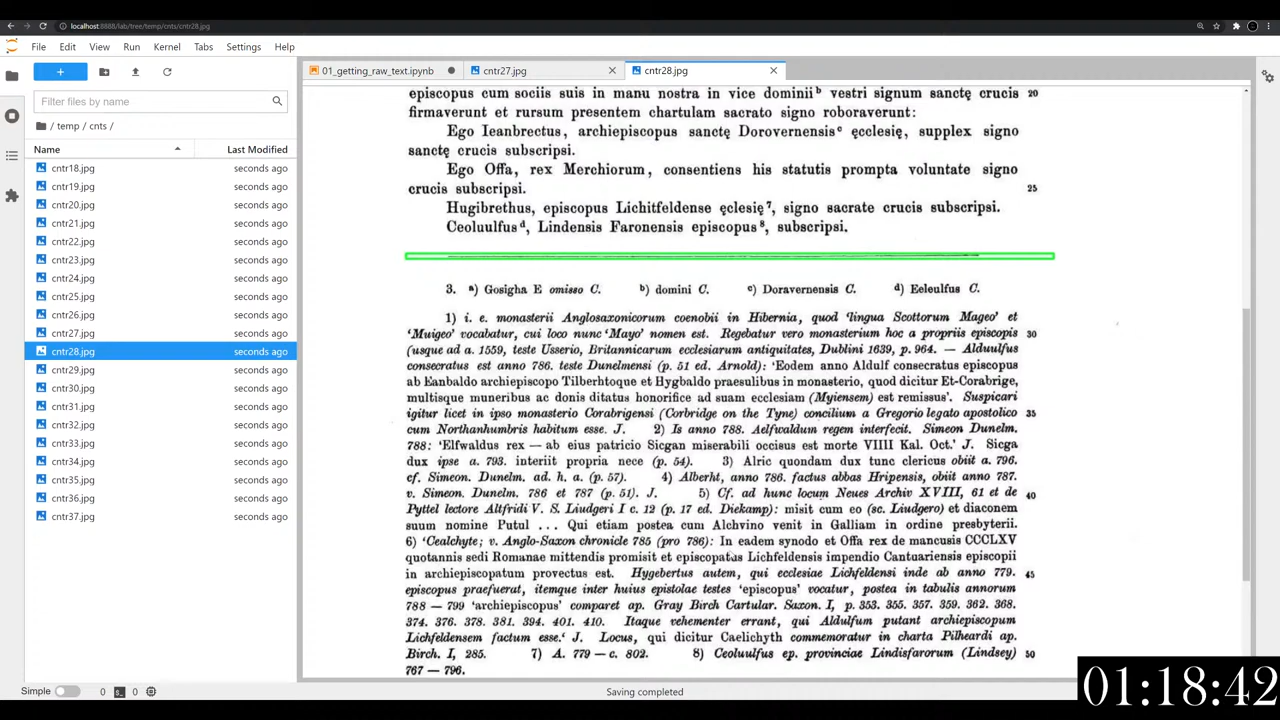 localhost:8888/lab/tree/temp/cnts/cntr28.jpg
File Edit View Run Kernel Tabs Settings Help
+
01_getting_raw_text.ipynb
cntr27.jpg
cntr28.jpg
Filter files by name
/ temp / cnts /
Name Last Modified
cntr18.jpg seconds ago
cntr19.jpg seconds ago
cntr20.jpg seconds ago
cntr21.jpg seconds ago
cntr22.jpg seconds ago
cntr23.jpg seconds ago
cntr24.jpg seconds ago
cntr25.jpg seconds ago
cntr26.jpg seconds ago
cntr27.jpg seconds ago
cntr28.jpg seconds ago
cntr29.jpg seconds ago
cntr30.jpg seconds ago
cntr31.jpg seconds ago
cntr32.jpg seconds ago
cntr33.jpg seconds ago
cntr34.jpg seconds ago
cntr35.jpg seconds ago
cntr36.jpg seconds ago
cntr37.jpg seconds ago
episcopus cum sociis suis in manu nostra in vice dominii b vestri signum sanctę crucis 20
firmaverunt et rursum presentem chartulam sacrato signo roboraverunt:
Ego Ieanbrectus, archiepiscopus sanctę Dorovernensis c ęclesię, supplex signo
sanctę crucis subscripsi.
Ego Offa, rex Merchiorum, consentiens his statutis prompta voluntate signo
crucis subscripsi. 25
Hugibrethus, episcopus Lichitfeldense ęclesię 7, signo sacrate crucis subscripsi.
Ceoluulfus d, Lindensis Faronensis episcopus 8, subscripsi.
3. a) Gosigha E omisso C. b) domini C. c) Doravernensis C. d) Eeleulfus C.
1) i. e. monasterii Anglosaxonicorum coenobii in Hibernia, quod 'lingua Scottorum Mageo' et
'Muigeo' vocabatur, cui loco nunc 'Mayo' nomen est. Regebatur vero monasterium hoc a propriis episcopis 30
(usque ad a. 1559, teste Usserio, Britannicarum ecclesiarum antiquitates, Dublini 1639, p. 964. — Alduulfus
consecratus est anno 786. teste Dunelmensi (p. 51 ed. Arnold): 'Eodem anno Aldulf consecratus episcopus
ab Eanbaldo archiepiscopo Tilberhtoque et Hygbaldo praesulibus in monasterio, quod dicitur Et-Corabrige,
multisque muneribus ac donis ditatus honorifice ad suam ecclesiam (Myiensem) est remissus'. Suspicari
igitur licet in ipso monasterio Corabrigensi (Corbridge on the Tyne) concilium a Gregorio legato apostolico 35
cum Northanhumbris habitum esse. J. 2) Is anno 788. Aelfwaldum regem interfecit. Simeon Dunelm.
788: 'Elfwaldus rex — ab eius patricio Sicgan miserabili occisus est morte VIIII Kal. Oct.' J. Sicga
dux ipse a. 793. interiit propria nece (p. 54). 3) Alric quondam dux tunc clericus obiit a. 796.
cf. Simeon. Dunelm. ad. h. a. (p. 57). 4) Alberht, anno 786. factus abbas Hripensis, obiit anno 787.
v. Simeon. Dunelm. 786 et 787 (p. 51). J. 5) Cf. ad hunc locum Neues Archiv XVIII, 61 et de 40
Pyttel lectore Altfridi V. S. Liudgeri I c. 12 (p. 17 ed. Diekamp): misit cum eo (sc. Liudgero) et diaconem
suum nomine Putul ... Qui etiam postea cum Alchvino venit in Galliam in ordine presbyterii.
6) 'Cealchyte; v. Anglo-Saxon chronicle 785 (pro 786): In eadem synodo et Offa rex de mancusis CCCLXV
quotannis sedi Romanae mittendis promisit et episcopatus Lichfeldensis impendio Cantuariensis episcopii
in archiepiscopatum provectus est. Hygebertus autem, qui ecclesiae Lichfeldensi inde ab anno 779. 45
episcopus praefuerat, itemque inter huius epistolae testes 'episcopus' vocatur, postea in tabulis annorum
788 — 799 'archiepiscopus' comparet ap. Gray Birch Cartular. Saxon. I, p. 353. 355. 357. 359. 362. 368.
374. 376. 378. 381. 394. 401. 410. Itaque vehementer errant, qui Aldulfum putant archiepiscopum
Lichfeldensem factum esse.' J. Locus, qui dicitur Caelichyth commemoratur in charta Pilheardi ap.
Birch. I, 285. 7) A. 779 — c. 802. 8) Ceoluulfus ep. provinciae Lindisfarorum (Lindsey) 50
767 — 796.
Simple 0 0
Saving completed
01:18:42